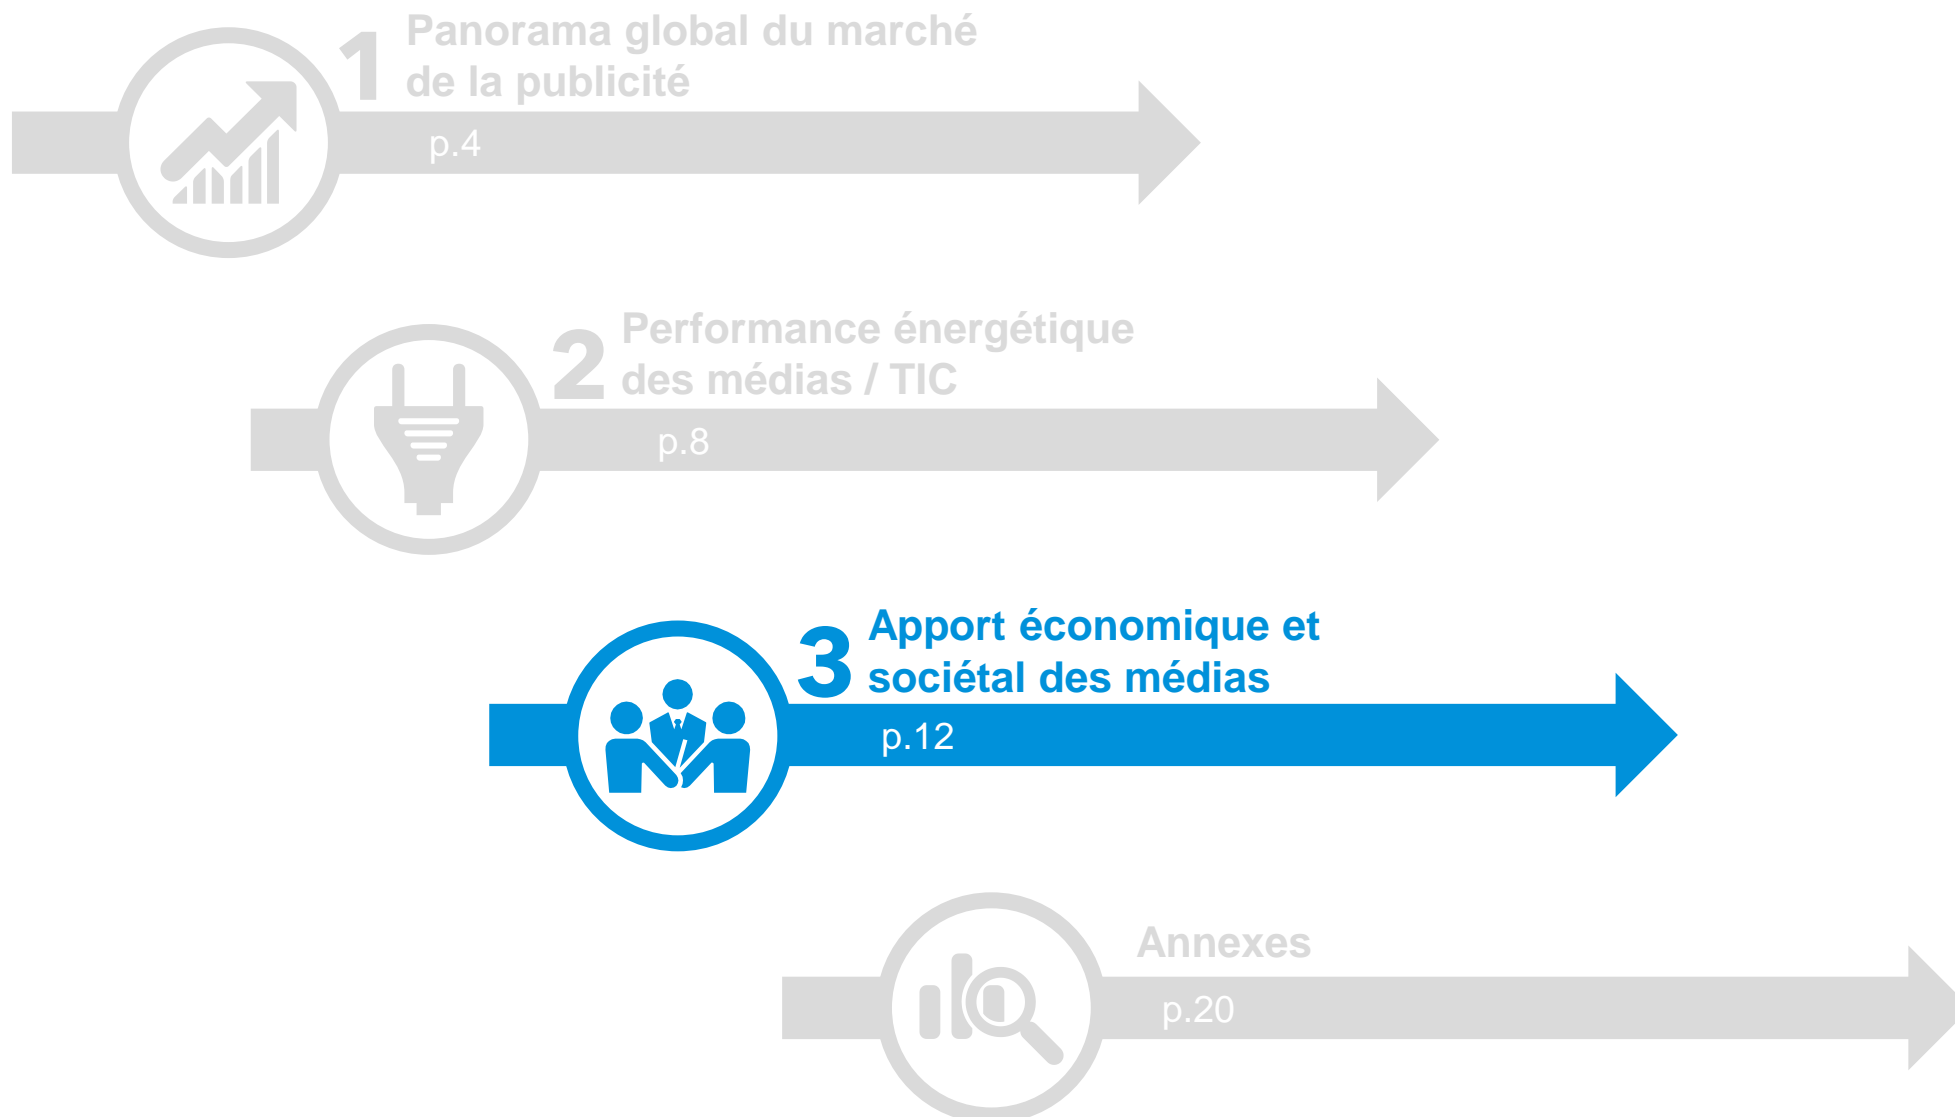 1
Panorama global du marché
de la publicité
p.4
2
Performance énergétique
des médias / TIC
p.8
3
Apport économique et
sociétal des médias
p.12
Annexes
p.20